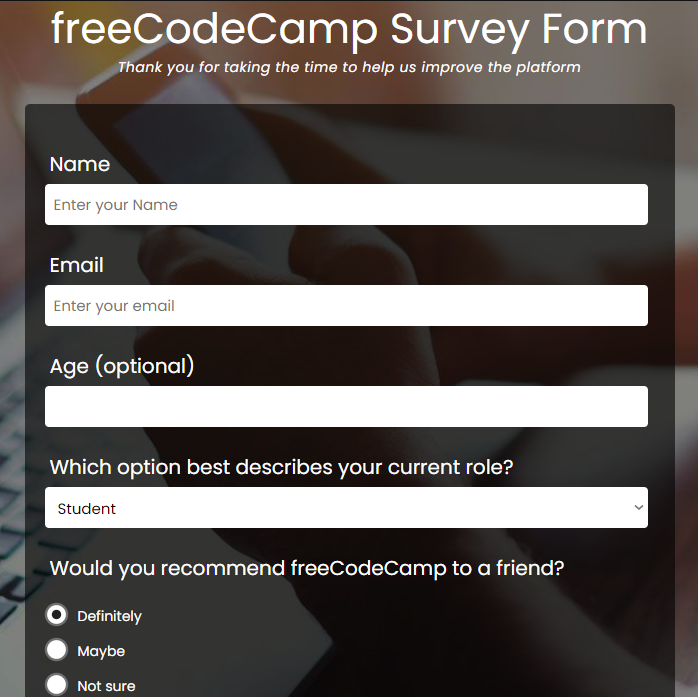 freeCodeCamp Survey Form
Thank you for taking the time to help us improve the platform
Name
Enter your Name
Email
Enter your email
Age (optional)
Which option best describes your current role?
Student
Would you recommend freeCodeCamp to a friend?
Definitely
Maybe
Not sure